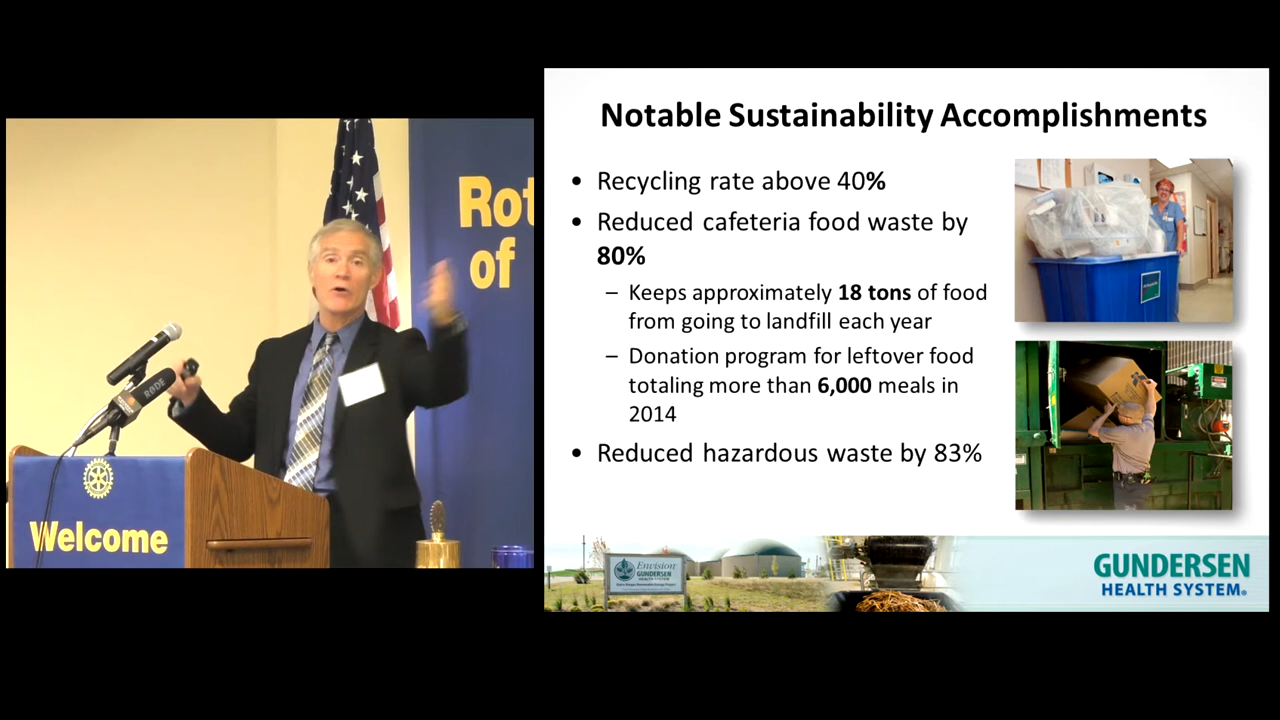 Rot
of
RODE
Welcome
Notable Sustainability Accomplishments
• Recycling rate above 40%
• Reduced cafeteria food waste by
80%
– Keeps approximately 18 tons of food
from going to landfill each year
– Donation program for leftover food
totaling more than 6,000 meals in
2014
• Reduced hazardous waste by 83%
Envision
GUNDERSEN
HEALTH SYSTEM
GUNDERSEN
HEALTH SYSTEM®